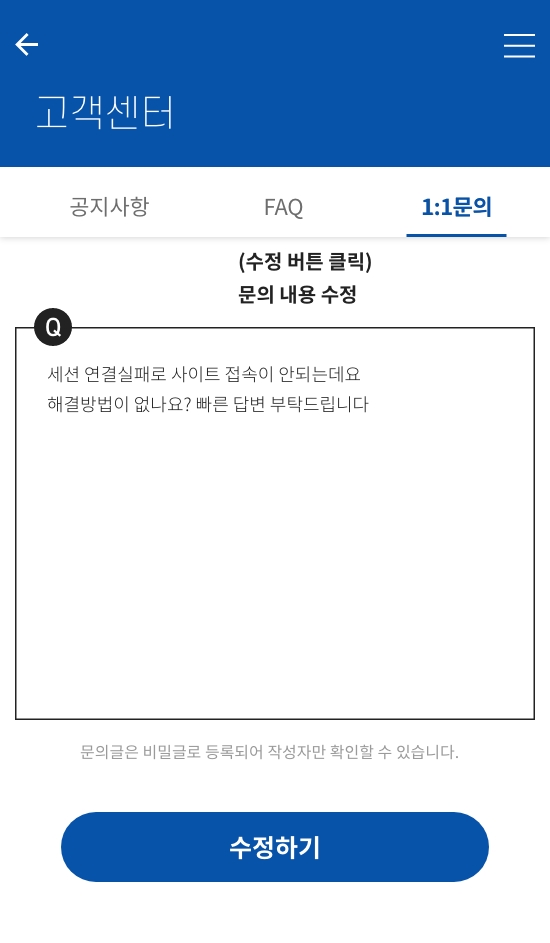 고객센터
공지사항
FAQ
1:1문의
(수정 버튼 클릭)
문의 내용 수정
Q
세션 연결실패로 사이트 접속이 안되는데요
해결방법이 없나요? 빠른 답변 부탁드립니다
문의글은 비밀글로 등록되어 작성자만 확인할 수 있습니다.
수정하기